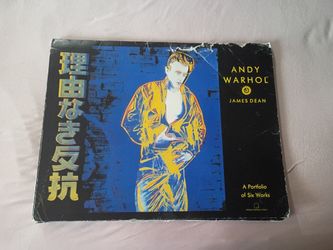 理由なき反抗
ANDY
WARHOL
JAMES DEAN
A Portfolio
of Six Works